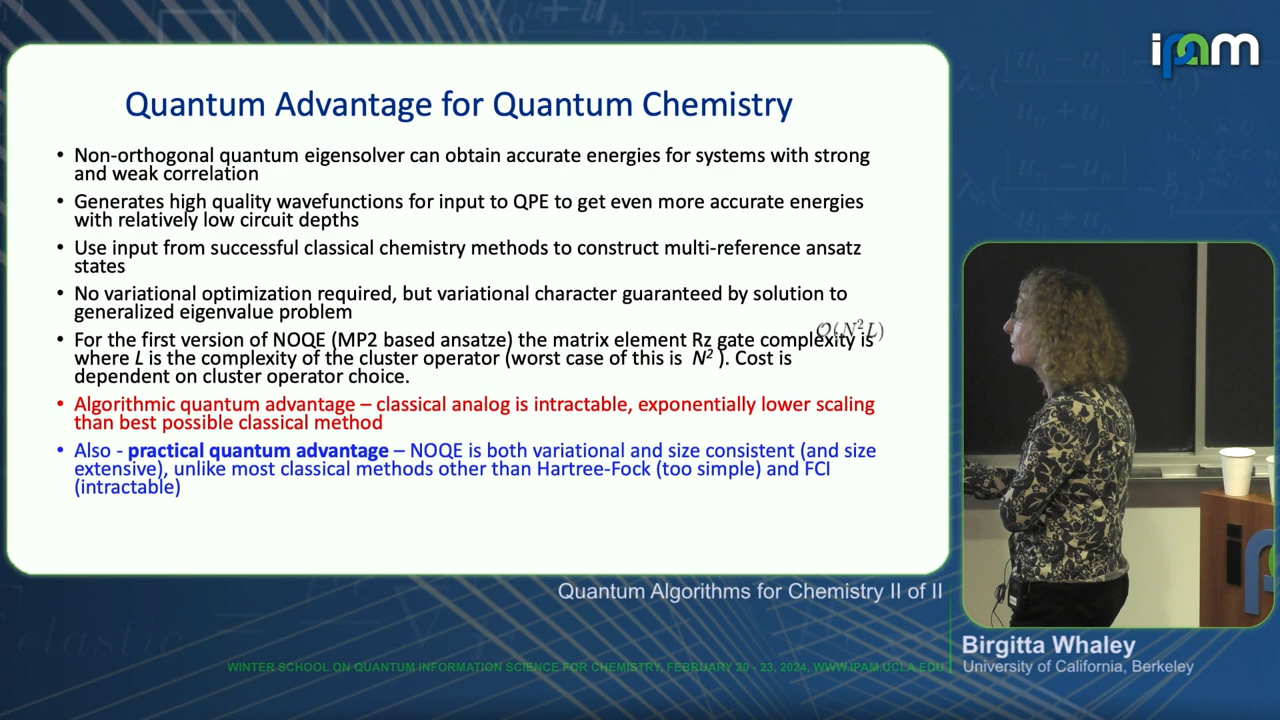 ipam
Quantum Advantage for Quantum Chemistry
• Non-orthogonal quantum eigensolver can obtain accurate energies for systems with strong
and weak correlation
• Generates high quality wavefunctions for input to QPE to get even more accurate energies
with relatively low circuit depths
• Use input from successful classical chemistry methods to construct multi-reference ansatz
states
• No variational optimization required, but variational character guaranteed by solution to
generalized eigenvalue problem
• For the first version of NOQE (MP2 based ansatze) the matrix element Rz gate complexity is O(N²L)
where L is the complexity of the cluster operator (worst case of this is N² ). Cost is
dependent on cluster operator choice.
• Algorithmic quantum advantage – classical analog is intractable, exponentially lower scaling
than best possible classical method
• Also - practical quantum advantage – NOQE is both variational and size consistent (and size
extensive), unlike most classical methods other than Hartree-Fock (too simple) and FCI
(intractable)
Quantum Algorithms for Chemistry II of II
Birgitta Whaley
University of California, Berkeley
WINTER SCHOOL ON QUANTUM INFORMATION SCIENCE FOR CHEMISTRY, FEBRUARY 20 - 23, 2024, WWW.IPAM.UCLA.EDU
elastic